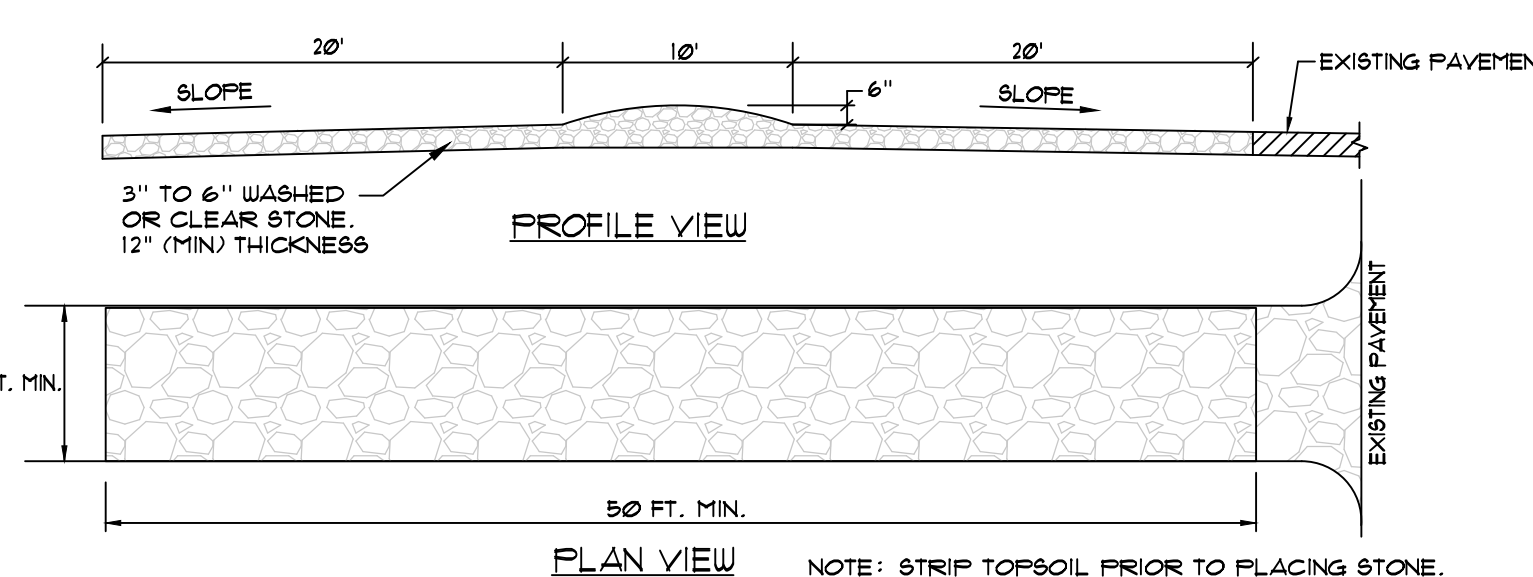 20'
10'
20'
EXISTING PAVEMEN
SLOPE
6"
SLOPE
3" TO 6" WASHED
OR CLEAR STONE.
12" (MIN) THICKNESS
PROFILE VIEW
T. MIN.
EXISTING PAVEMENT
50 FT. MIN.
PLAN VIEW
NOTE: STRIP TOPSOIL PRIOR TO PLACING STONE.